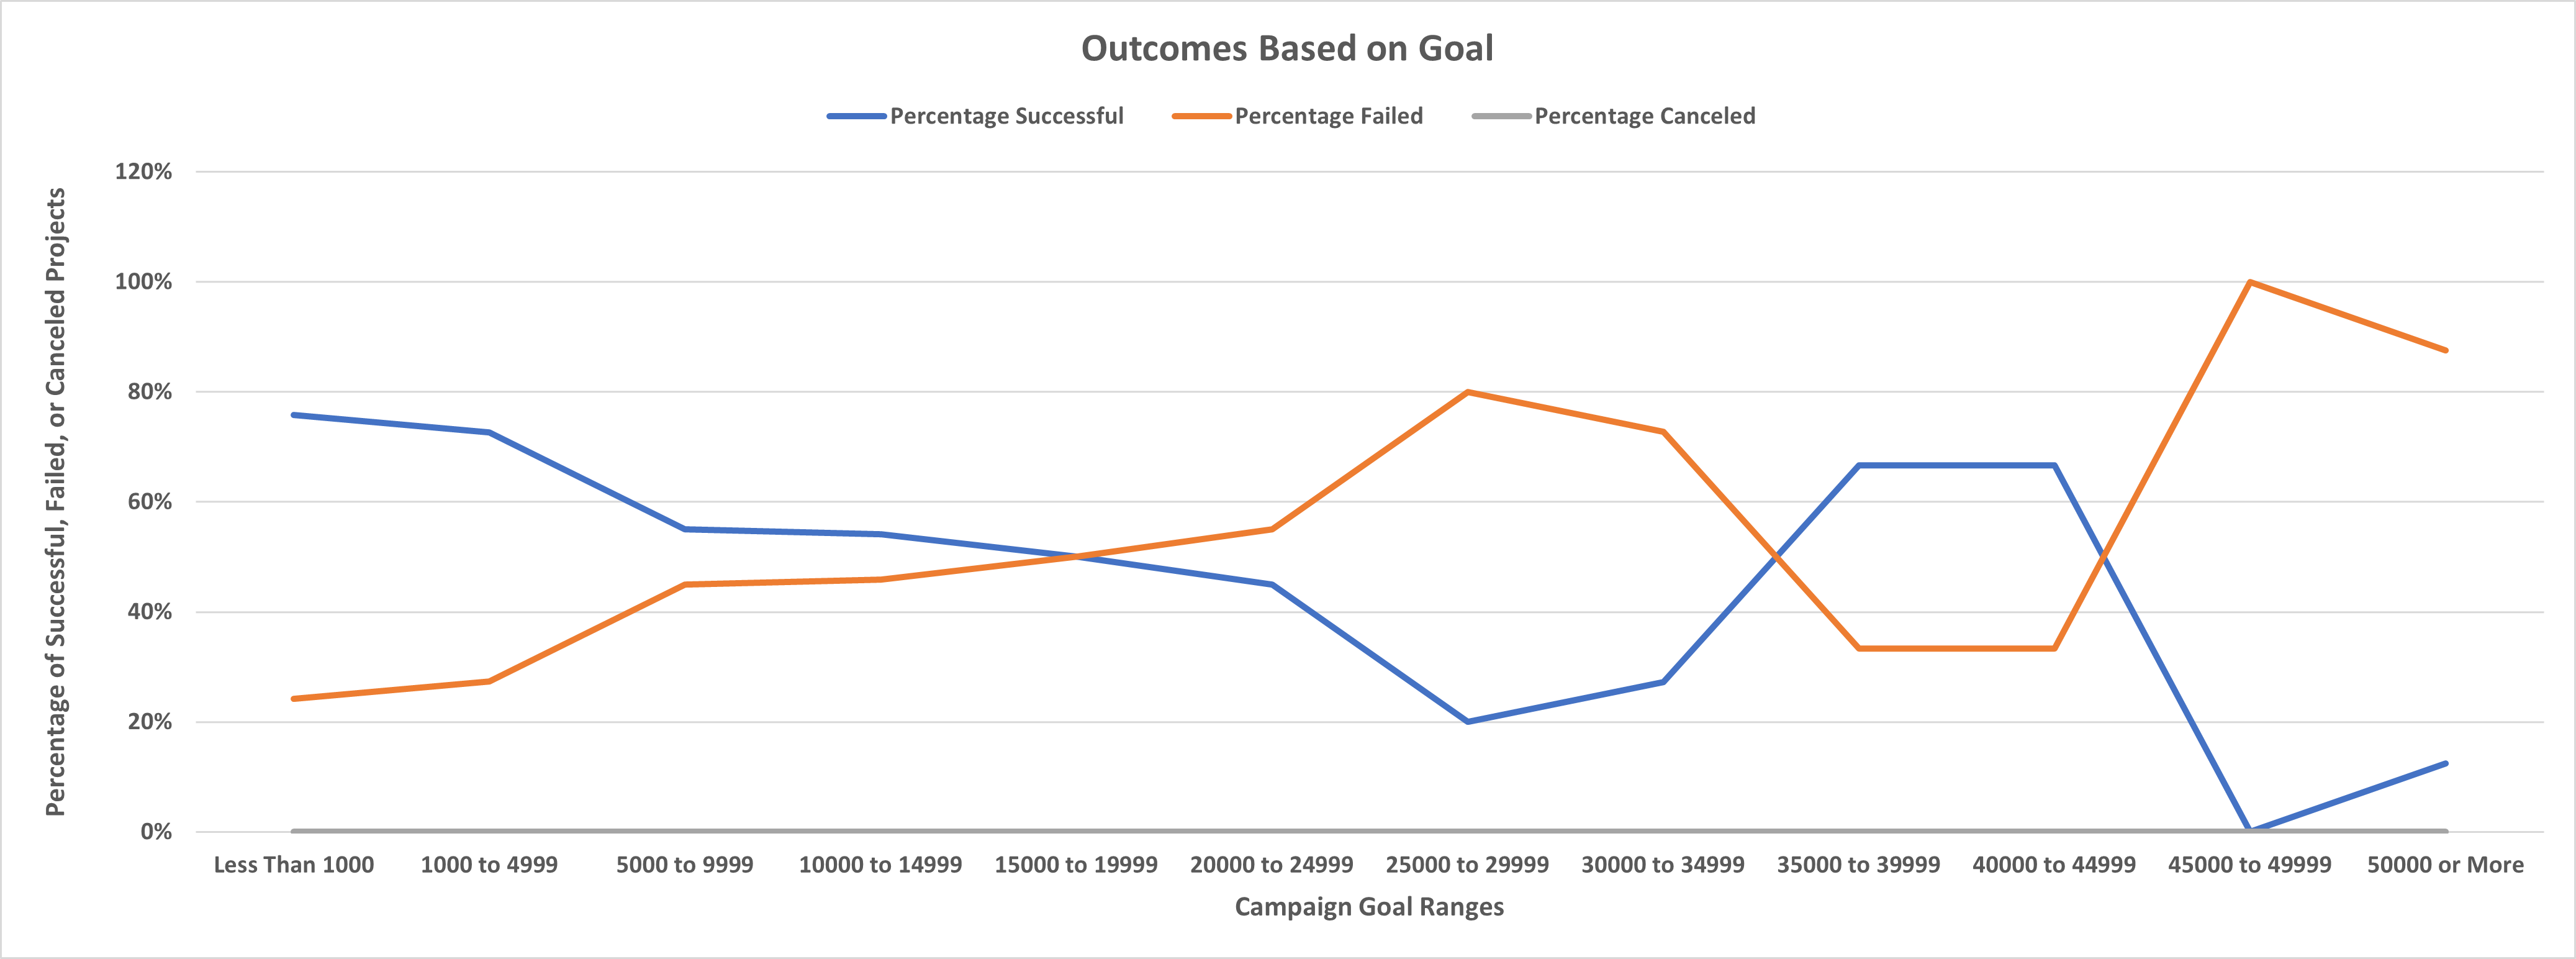 Outcomes Based on Goal
Percentage Successful Percentage Failed Percentage Canceled
Percentage of Successful, Failed, or Canceled Projects
120%
100%
80%
60%
40%
20%
0%
Less Than 1000 1000 to 4999 5000 to 9999 10000 to 14999 15000 to 19999 20000 to 24999 25000 to 29999 30000 to 34999 35000 to 39999 40000 to 44999 45000 to 49999 50000 or More
Campaign Goal Ranges